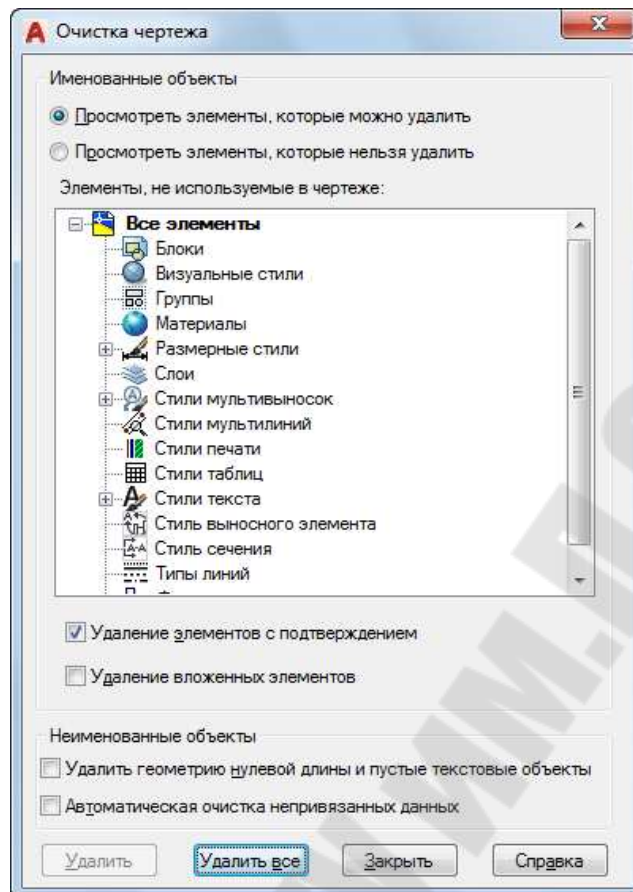 Очистка чертежа
Именованные объекты
Просмотреть элементы, которые можно удалить
Просмотреть элементы, которые нельзя удалить
Элементы, не используемые в чертеже:
Все элементы
Блоки
Визуальные стили
Группы
Материалы
Размерные стили
Слои
Стили мультивыносок
Стили мультилиний
Стили печати
Стили таблиц
Стили текста
Стиль выносного элемента
Стиль сечения
Типы линий
Удаление элементов с подтверждением
Удаление вложенных элементов
Неименованные объекты
Удалить геометрию нулевой длины и пустые текстовые объекты
Автоматическая очистка непривязанных данных
Удалить Удалить все Закрыть Справка